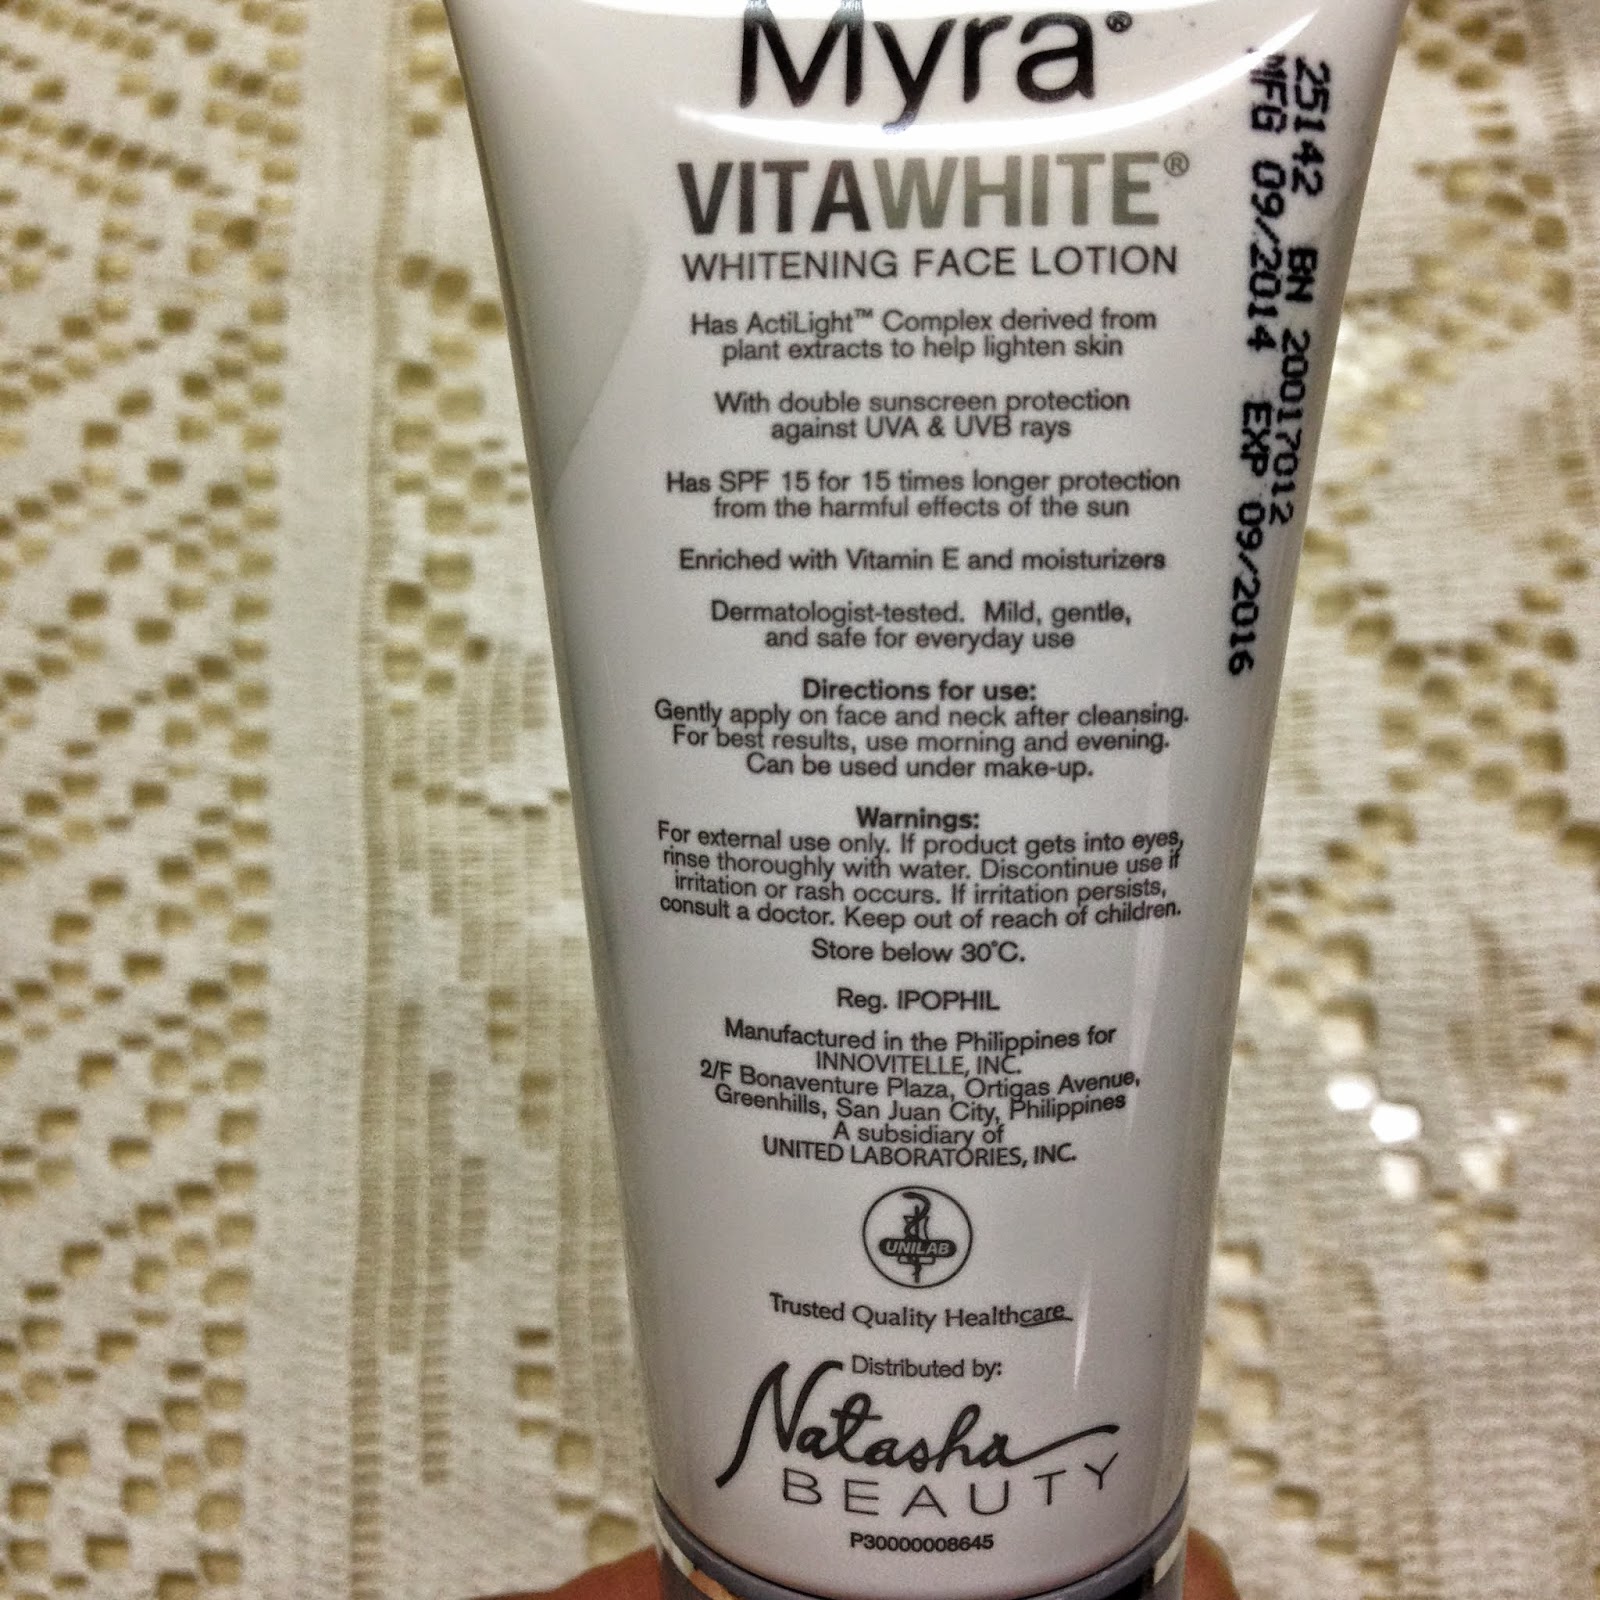 Myra®
VITAWHITE®
WHITENING FACE LOTION
Has ActiLight™ Complex derived from
plant extracts to help lighten skin
With double sunscreen protection
against UVA & UVB rays
Has SPF 15 for 15 times longer protection
from the harmful effects of the sun
Enriched with Vitamin E and moisturizers
Dermatologist-tested. Mild, gentle,
and safe for everyday use
Directions for use:
Gently apply on face and neck after cleansing.
For best results, use morning and evening.
Can be used under make-up.
Warnings:
For external use only. If product gets into eyes,
rinse thoroughly with water. Discontinue use if
irritation or rash occurs. If irritation persists,
consult a doctor. Keep out of reach of children.
Store below 30°C.
Reg. IPOPHIL
Manufactured in the Philippines for
INNOVITELLE, INC.
2/F Bonaventure Plaza, Ortigas Avenue,
Greenhills, San Juan City, Philippines
A subsidiary of
UNITED LABORATORIES, INC.
UNILAB
Trusted Quality Healthcare
Distributed by:
Natasha
BEAUTY
P30000008645
25142 BN 20017012
MFG 09/2014 EXP 09/2016